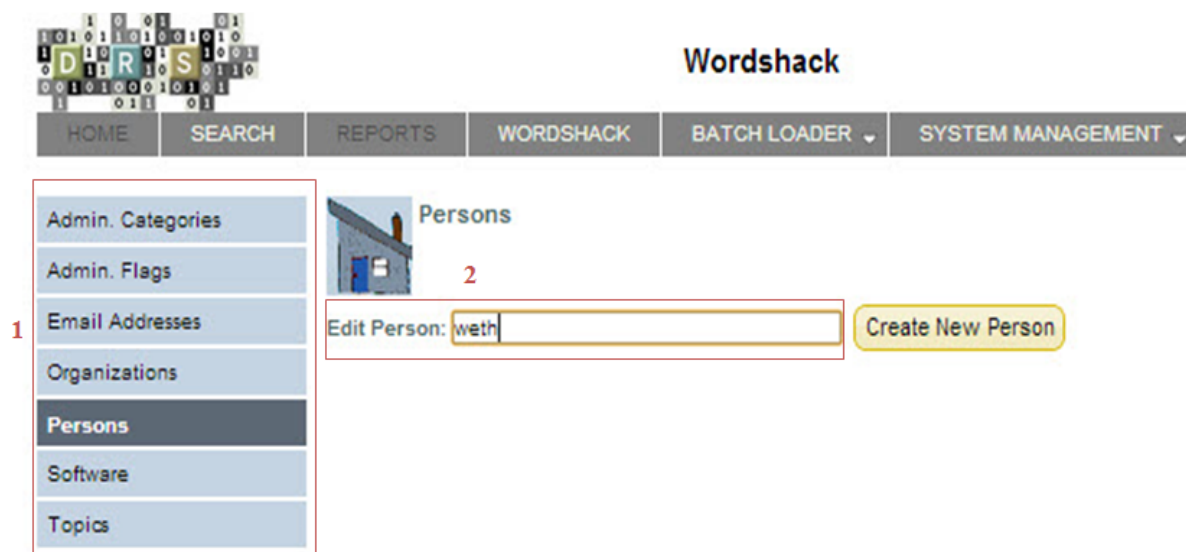 D R S
Wordshack
HOME SEARCH REPORTS WORDSHACK BATCH LOADER SYSTEM MANAGEMENT
Admin. Categories
Persons
Admin. Flags
2
1
Email Addresses
Edit Person: weth
Create New Person
Organizations
Persons
Software
Topics